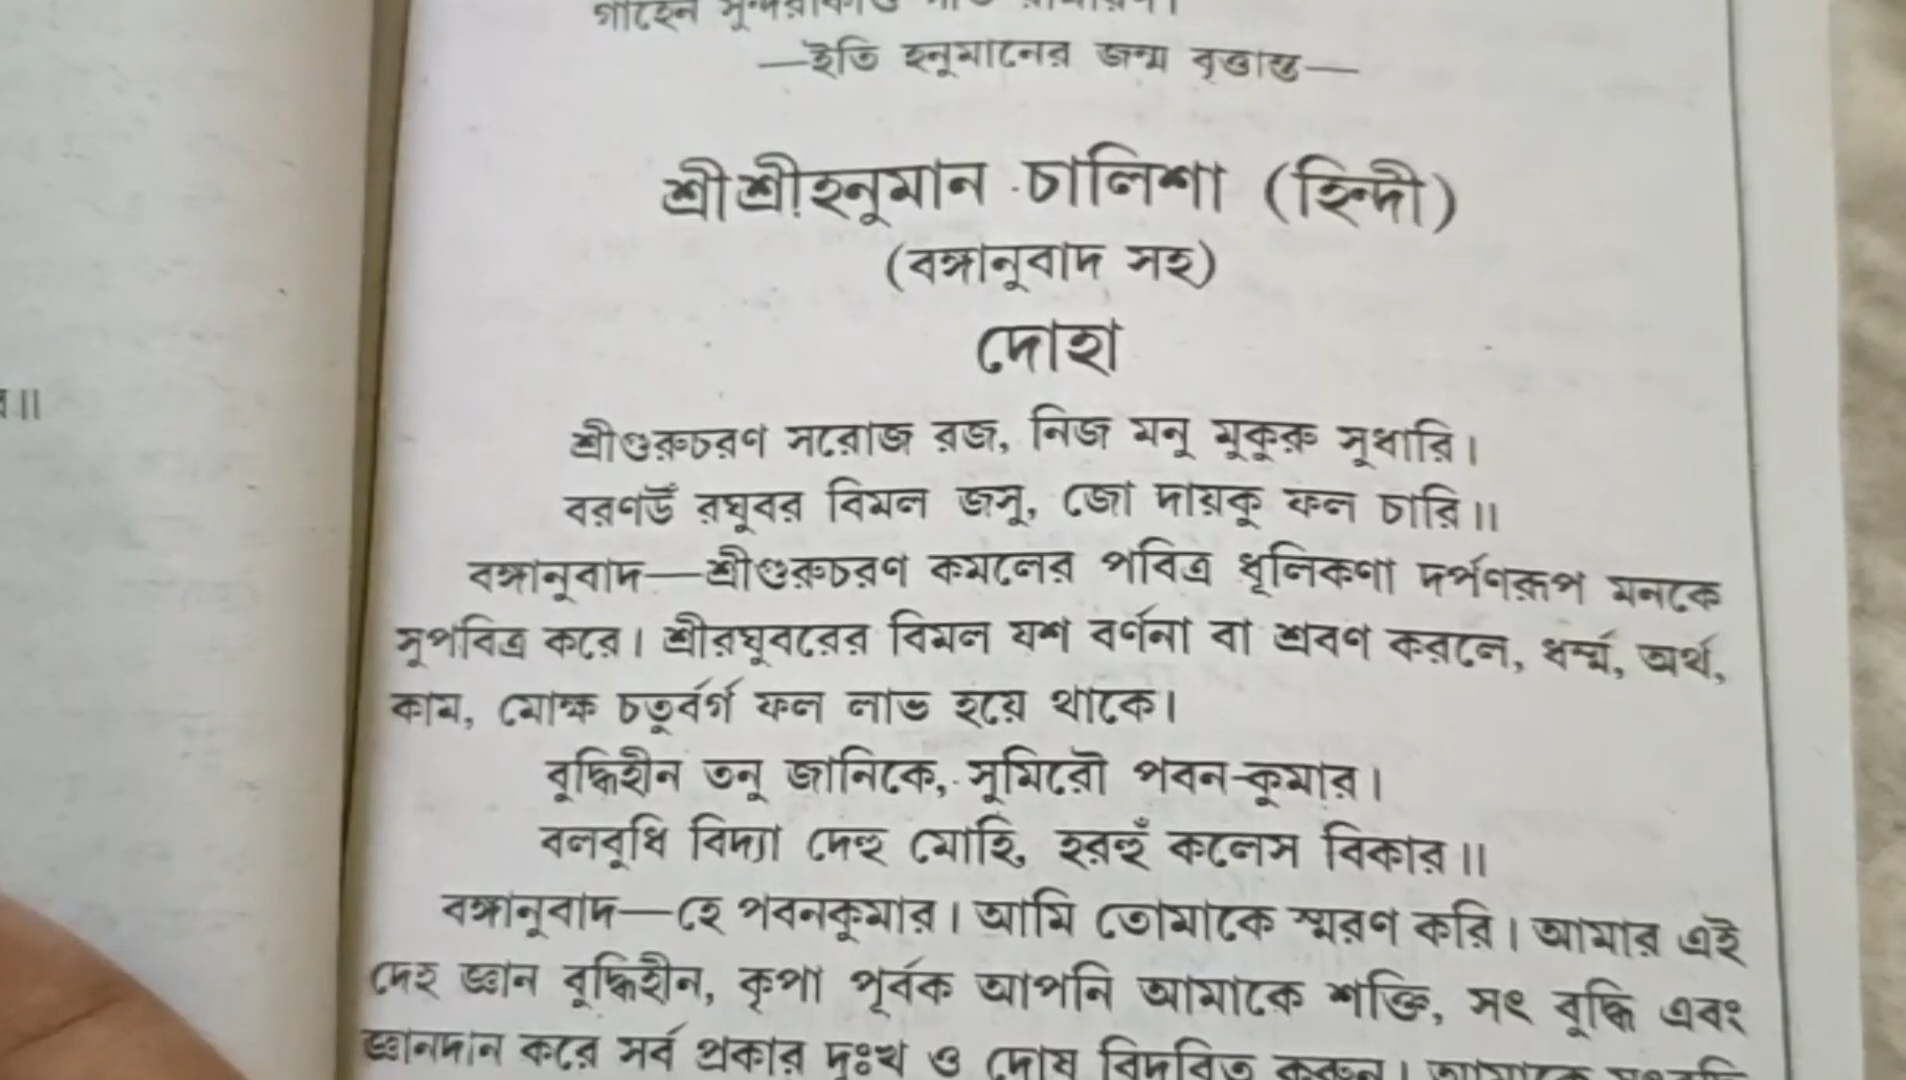 —ইতি হনুমানের জন্ম বৃত্তান্ত—
শ্রীশ্রীহনুমান চালিশা (হিন্দী)
(বঙ্গানুবাদ সহ)
দোহা
শ্রীগুরুচরণ সরোজ রজ, নিজ মনু মুকুরু সুধারি।
বরণউঁ রঘুবর বিমল জসু, জো দায়কু ফল চারি॥
বঙ্গানুবাদ—শ্রীগুরুচরণ কমলের পবিত্র ধূলিকণা দর্পণরূপ মনকে
সুপবিত্র করে। শ্রীরঘুবরের বিমল যশ বর্ণনা বা শ্রবণ করলে, ধর্ম্ম, অর্থ,
কাম, মোক্ষ চতুর্বর্গ ফল লাভ হয়ে থাকে।
বুদ্ধিহীন তনু জানিকে, সুমিরৌ পবন-কুমার।
বলবুধি বিদ্যা দেহু মোহি, হরহুঁ কলেস বিকার॥
বঙ্গানুবাদ—হে পবনকুমার। আমি তোমাকে স্মরণ করি। আমার এই
দেহ জ্ঞান বুদ্ধিহীন, কৃপা পূর্বক আপনি আমাকে শক্তি, সৎ বুদ্ধি এবং
জ্ঞানদান করে সর্ব প্রকার দুঃখ ও দোষ করুন। আমাকে
র॥